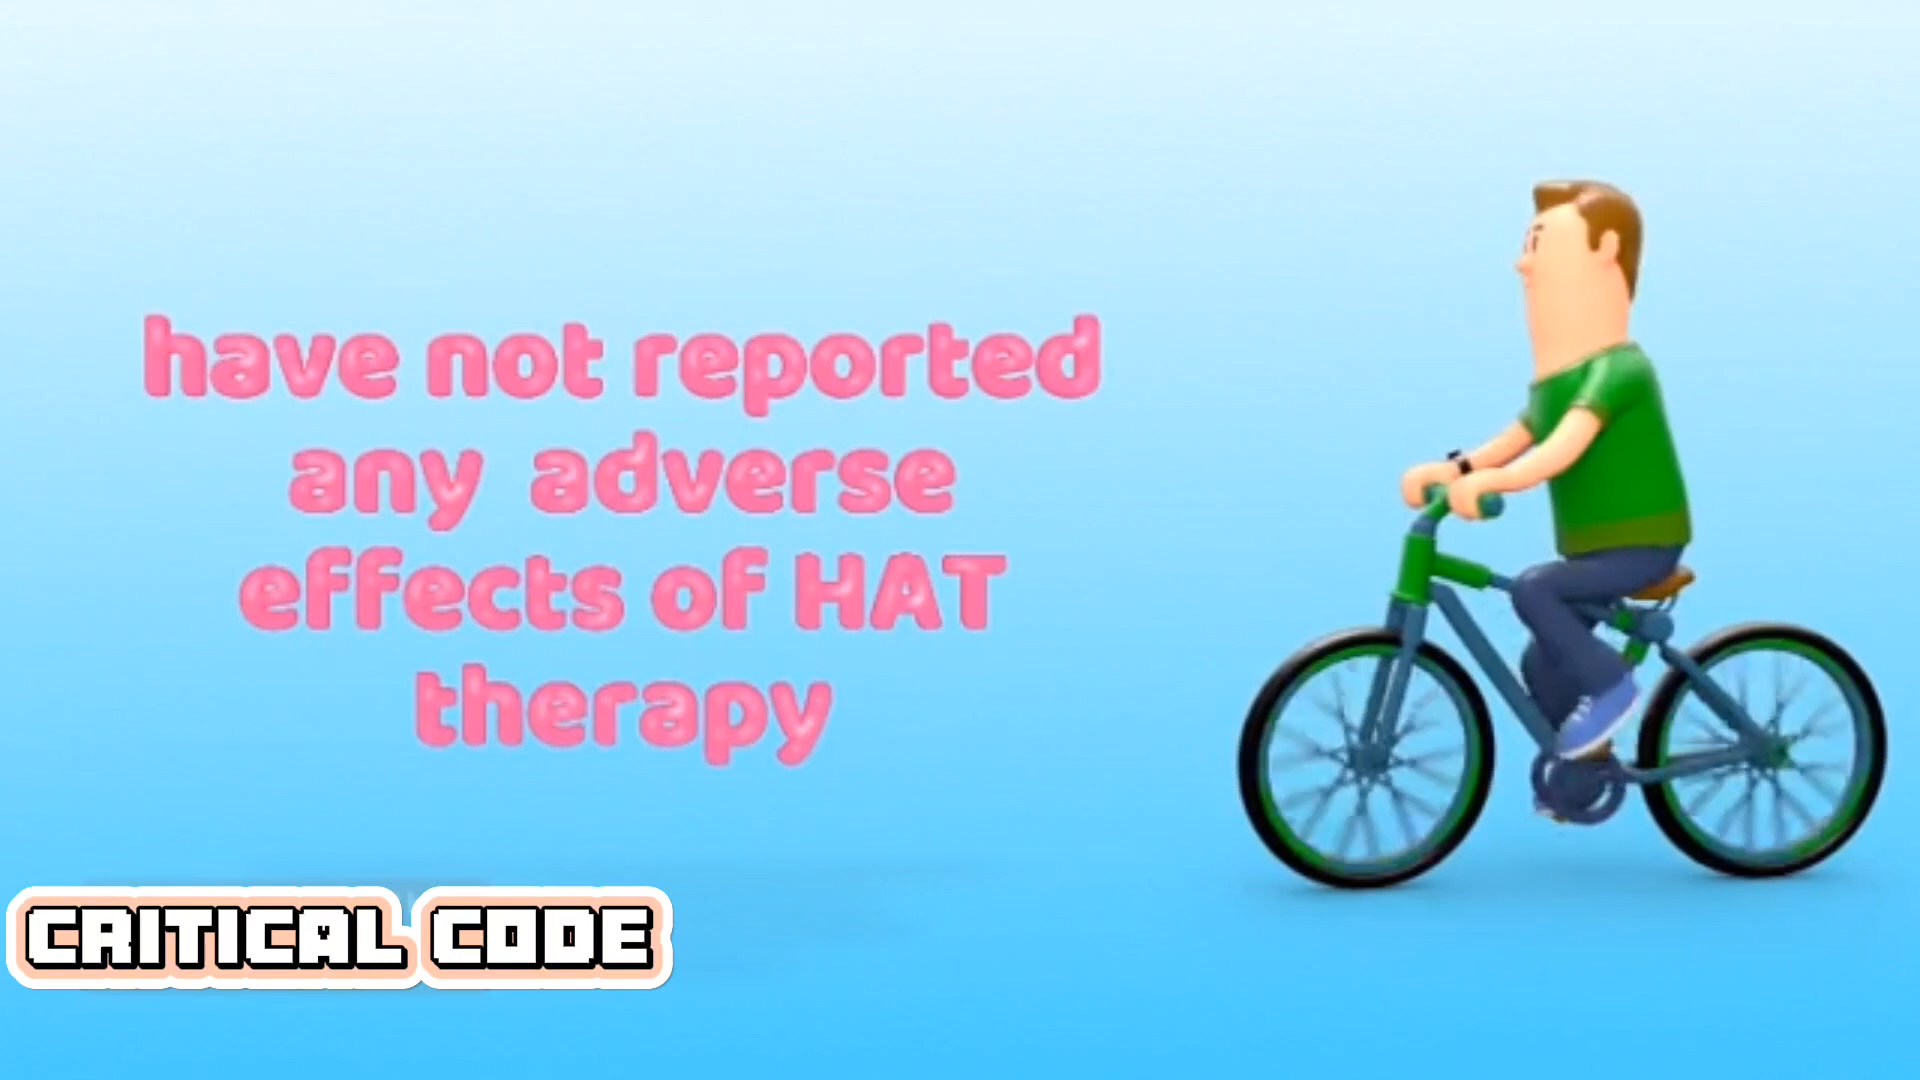 have not reported
any adverse
effects of HAT
therapy
CRITICAL CODE